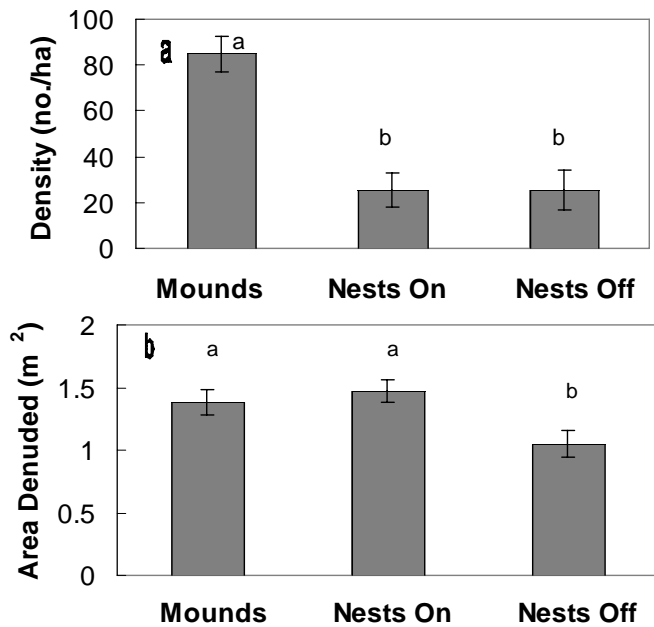 100
80
60
40
20
0
Density (no./ha)
a
a
b
b
Mounds Nests On Nests Off
2
1.5
1
0.5
0
Area Denuded (m 2)
b
a
a
b
Mounds Nests On Nests Off